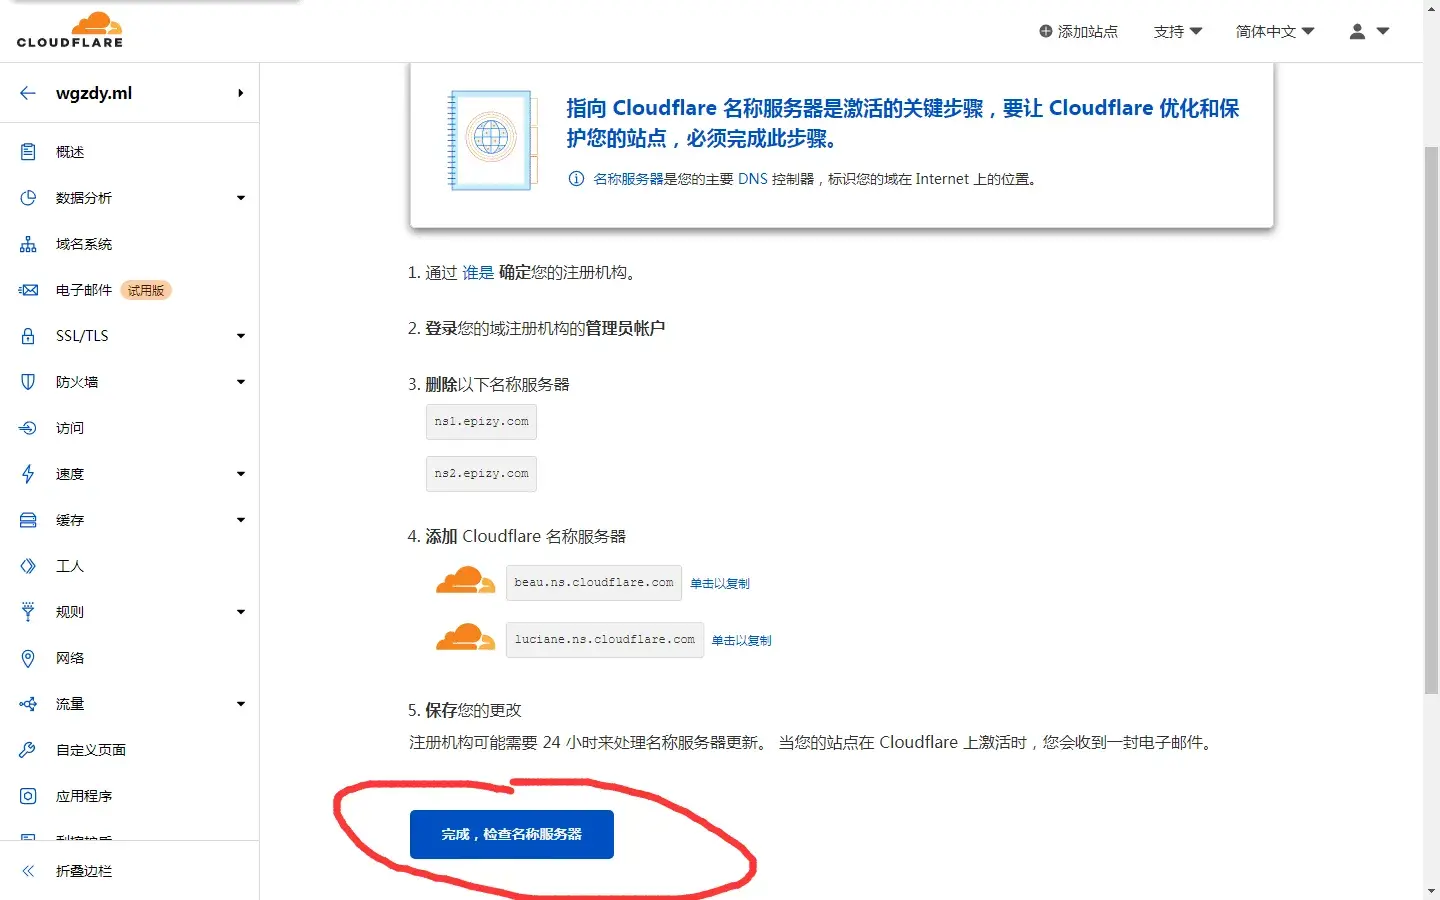 CLOUDFLARE
添加站点
支持
简体中文
wgzdy.ml
概述
数据分析
域名系统
电子邮件 试用版
SSL/TLS
防火墙
访问
速度
缓存
工人
规则
网络
流量
自定义页面
应用程序
折叠边栏
指向 Cloudflare 名称服务器是激活的关键步骤，要让 Cloudflare 优化和保
护您的站点，必须完成此步骤。
名称服务器是您的主要 DNS 控制器，标识您的域在 Internet 上的位置。
1. 通过 谁是 确定您的注册机构。
2. 登录您的域注册机构的管理员帐户
3. 删除以下名称服务器
ns1.epizy.com
ns2.epizy.com
4. 添加 Cloudflare 名称服务器
beau.ns.cloudflare.com 单击以复制
luciane.ns.cloudflare.com 单击以复制
5. 保存您的更改
注册机构可能需要 24 小时来处理名称服务器更新。 当您的站点在 Cloudflare 上激活时，您会收到一封电子邮件。
完成，检查名称服务器